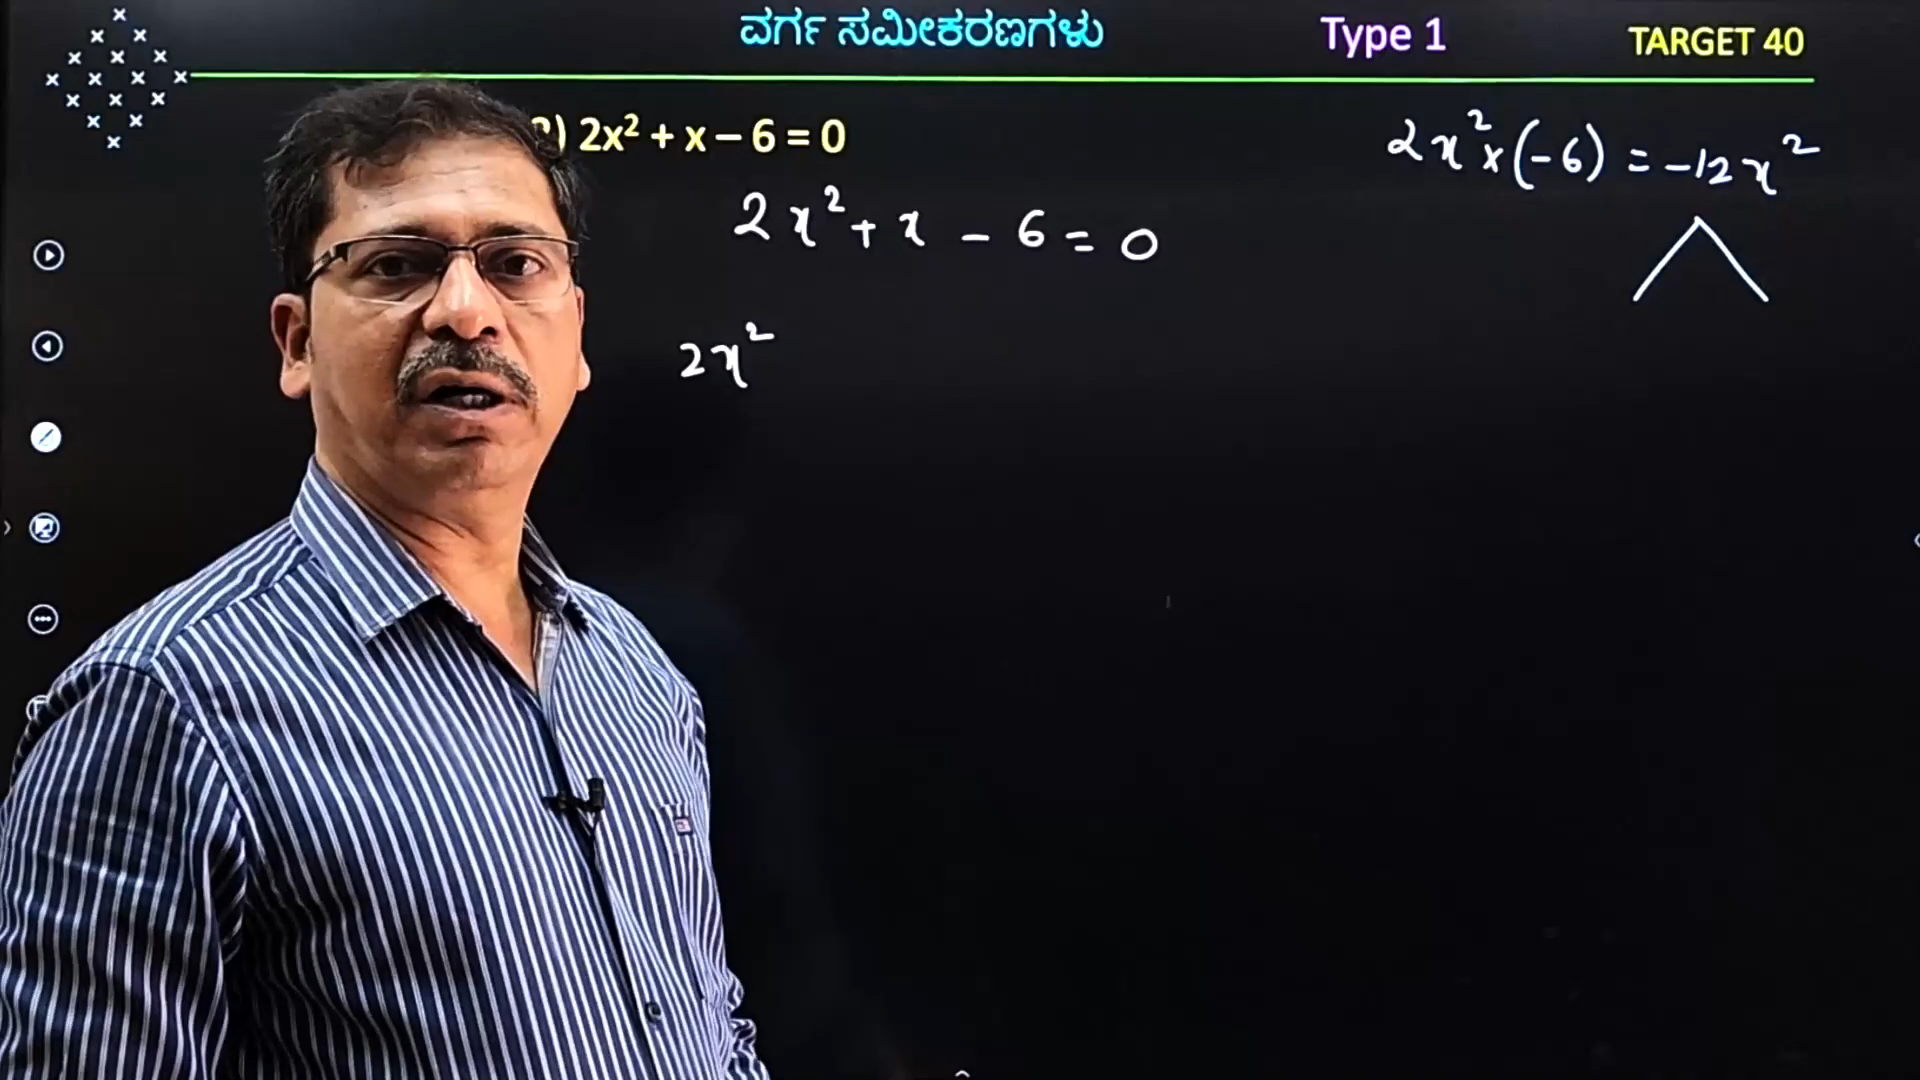 ವರ್ಗ ಸಮೀಕರಣಗಳು Type 1 TARGET 40
2x² + x – 6 = 0
2x² × (-6) = -12x²
2x² + x - 6 = 0
2x²